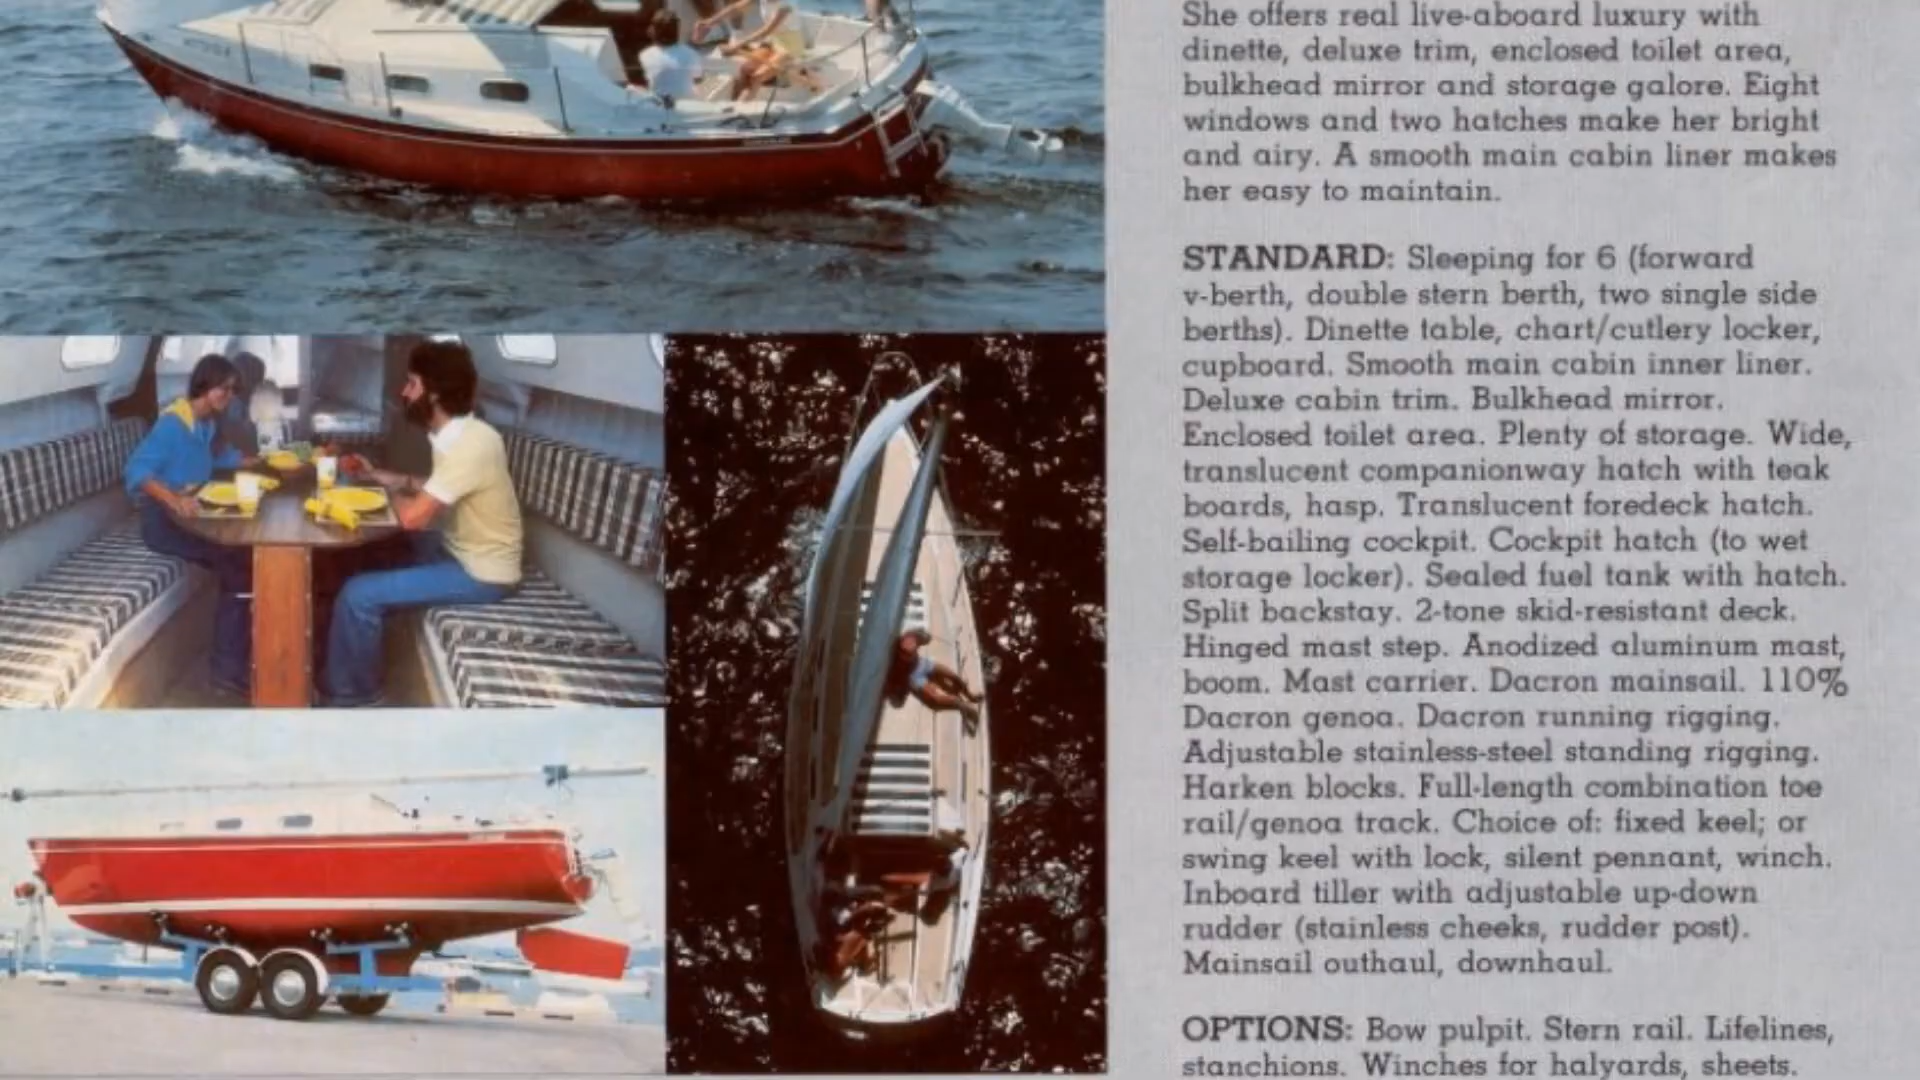 She offers real live-aboard luxury with
dinette, deluxe trim, enclosed toilet area,
bulkhead mirror and storage galore. Eight
windows and two hatches make her bright
and airy. A smooth main cabin liner makes
her easy to maintain.
STANDARD: Sleeping for 6 (forward
v-berth, double stern berth, two single side
berths). Dinette table, chart/cutlery locker,
cupboard. Smooth main cabin inner liner.
Deluxe cabin trim. Bulkhead mirror.
Enclosed toilet area. Plenty of storage. Wide,
translucent companionway hatch with teak
boards, hasp. Translucent foredeck hatch.
Self-bailing cockpit. Cockpit hatch (to wet
storage locker). Sealed fuel tank with hatch.
Split backstay. 2-tone skid-resistant deck.
Hinged mast step. Anodized aluminum mast,
boom. Mast carrier. Dacron mainsail. 110%
Dacron genoa. Dacron running rigging.
Adjustable stainless-steel standing rigging.
Harken blocks. Full-length combination toe
rail/genoa track. Choice of: fixed keel; or
swing keel with lock, silent pennant, winch.
Inboard tiller with adjustable up-down
rudder (stainless cheeks, rudder post).
Mainsail outhaul, downhaul.
OPTIONS: Bow pulpit. Stern rail. Lifelines,
stanchions. Winches for halyards, sheets.